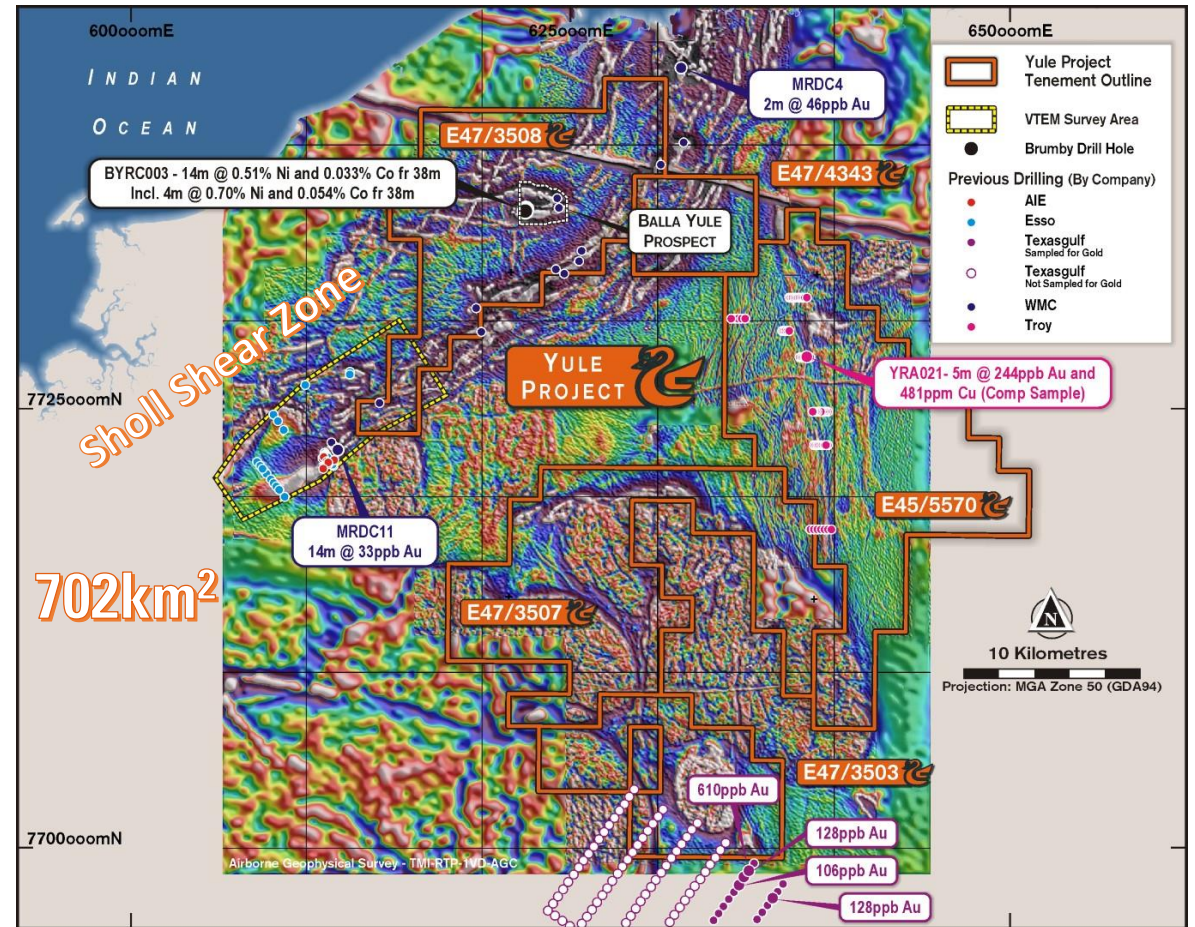 600000mE
625000mE
650000mE
INDIAN
OCEAN
MRDC4
2m @ 46ppb Au
Yule Project
Tenement Outline
VTEM Survey Area
Brumby Drill Hole
Previous Drilling (By Company)
AIE
Esso
Texasgulf
Sampled for Gold
Texasgulf
Not Sampled for Gold
WMC
Troy
E47/3508
E47/4343
BYRC003 - 14m @ 0.51% Ni and 0.033% Co fr 38m
Incl. 4m @ 0.70% Ni and 0.054% Co fr 38m
BALLA YULE
PROSPECT
Sholl Shear Zone
YULE
PROJECT
YRA021- 5m @ 244ppb Au and
481ppm Cu (Comp Sample)
7725000mN
E45/5570
MRDC11
14m @ 33ppb Au
702km²
E47/3507
N
10 Kilometres
Projection: MGA Zone 50 (GDA94)
E47/3503
610ppb Au
7700000mN
128ppb Au
Airborne Geophysical Survey - TMI-RTP-1VD-AGC
106ppb Au
128ppb Au